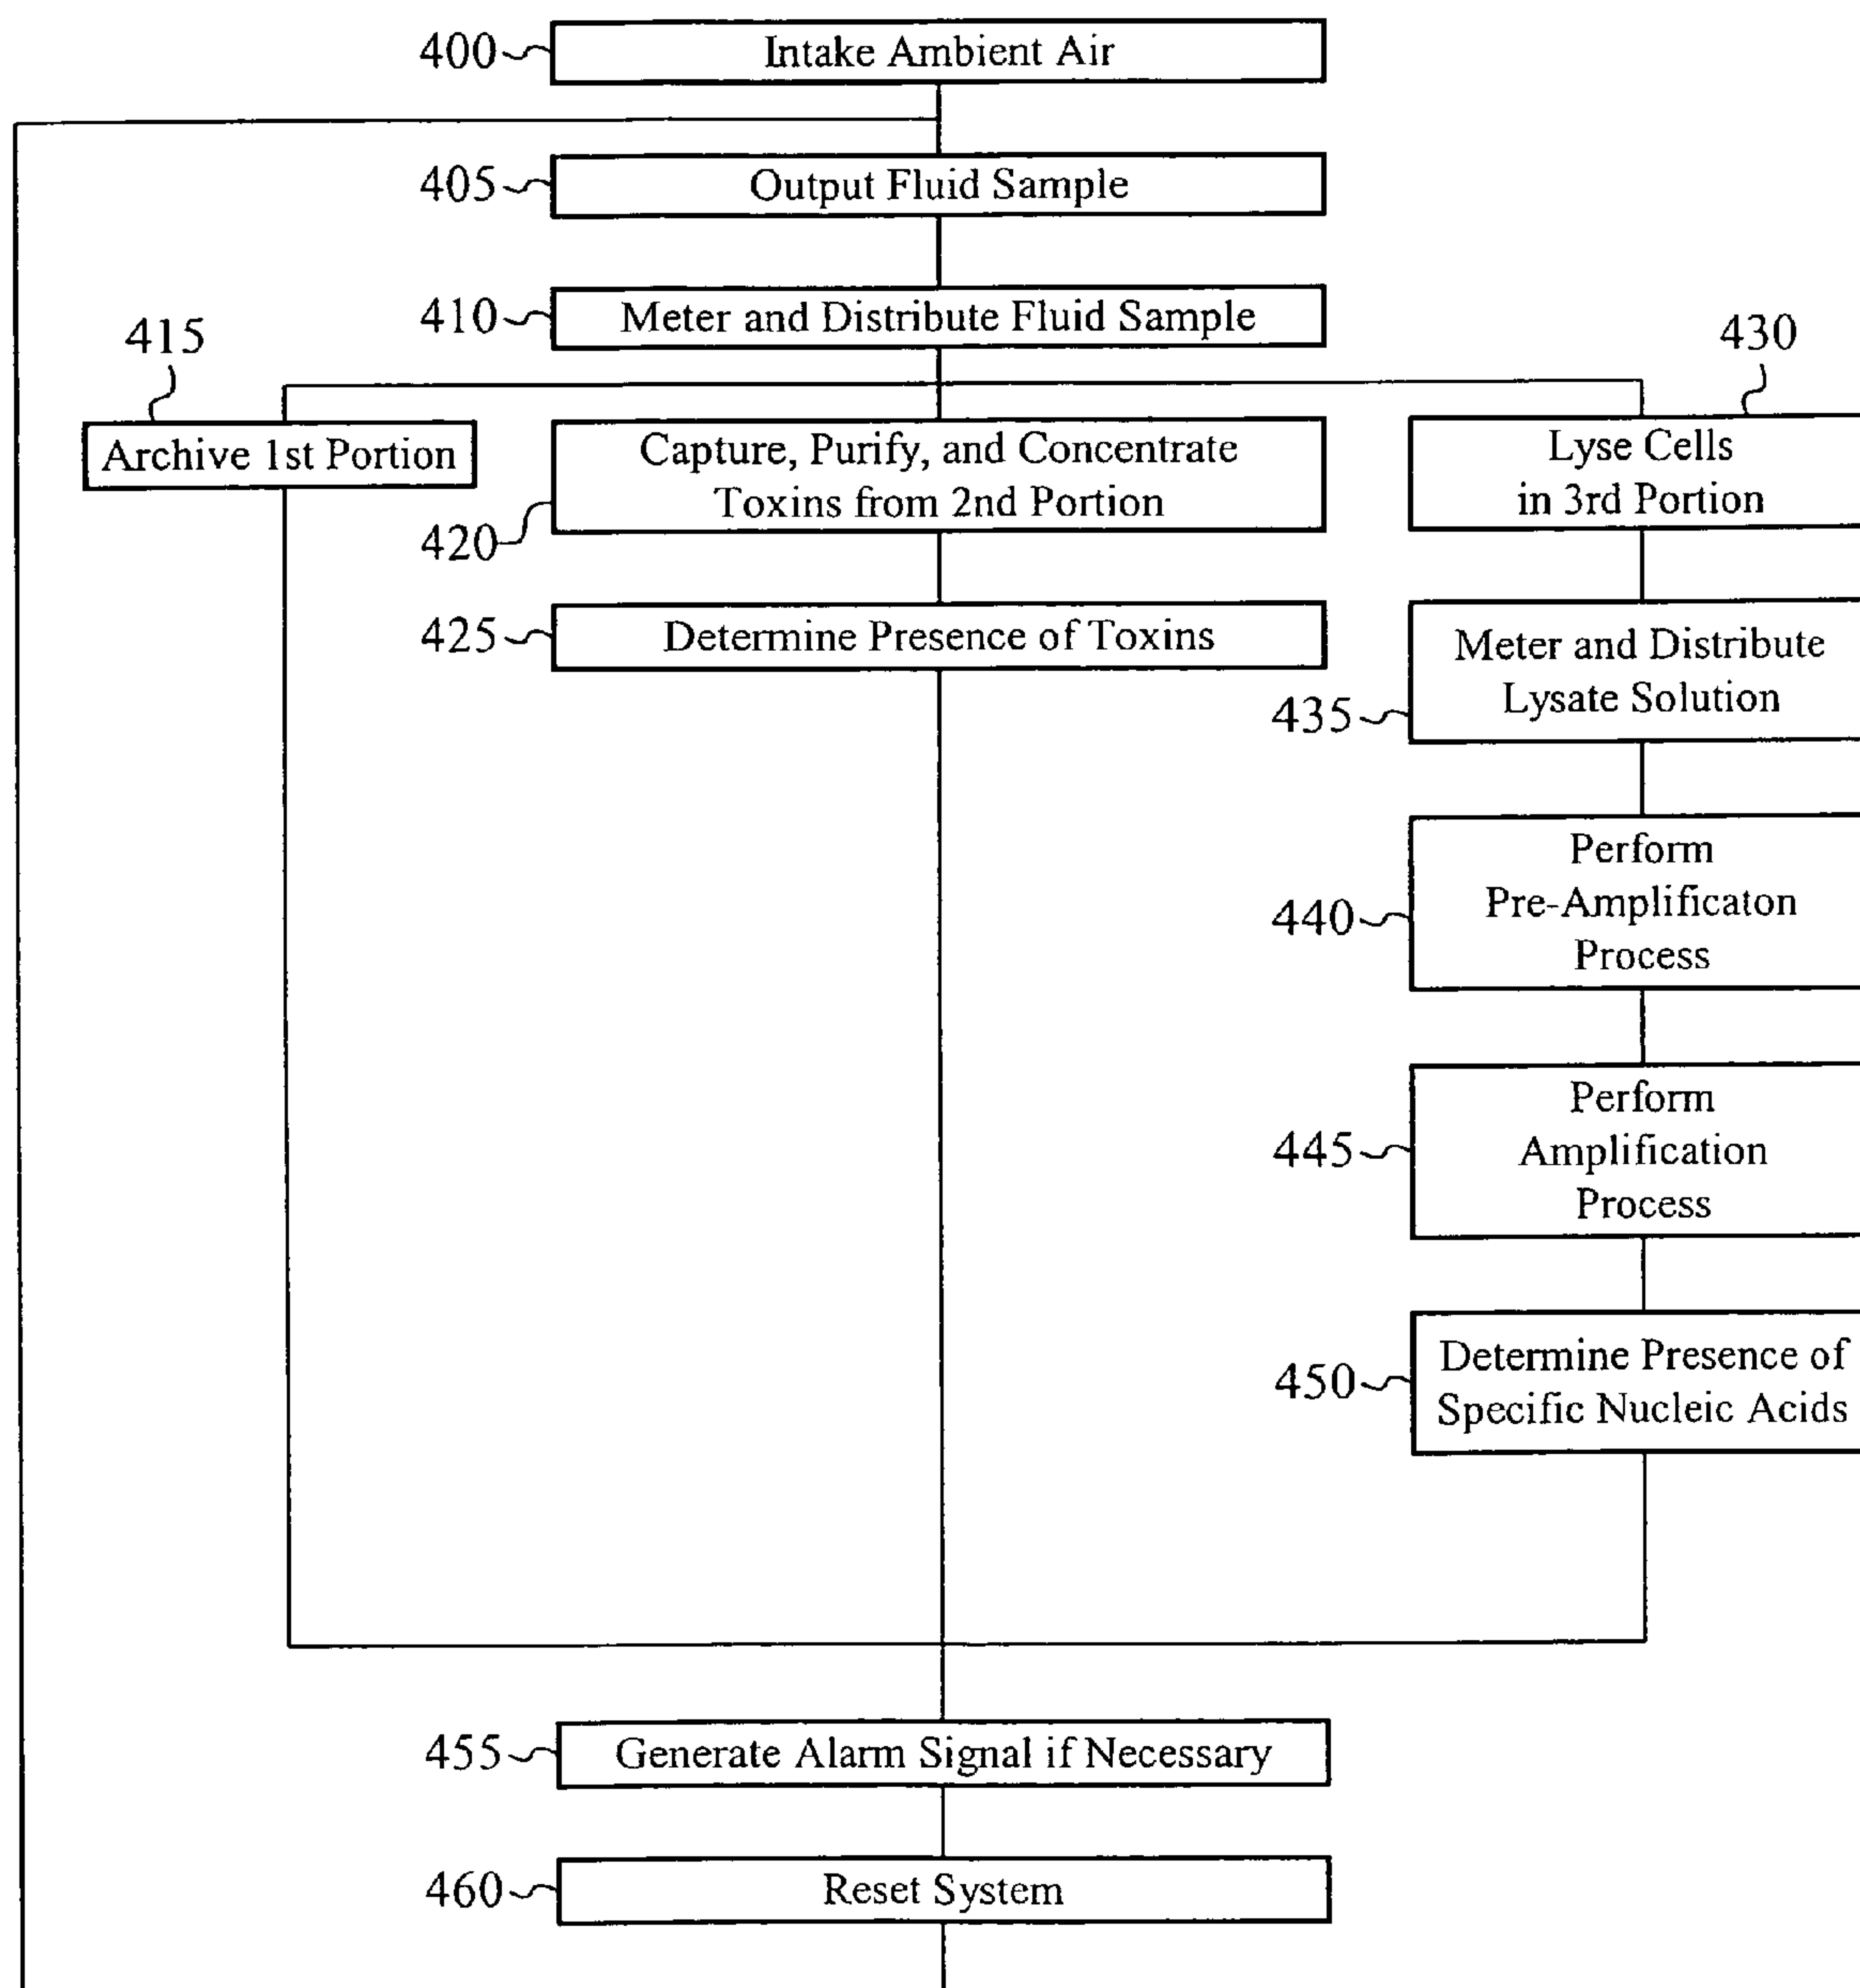 400
Intake Ambient Air
405
Output Fluid Sample
410
Meter and Distribute Fluid Sample
415
Archive 1st Portion
420
Capture, Purify, and Concentrate
Toxins from 2nd Portion
425
Determine Presence of Toxins
430
Lyse Cells
in 3rd Portion
435
Meter and Distribute
Lysate Solution
440
Perform
Pre-Amplificaton
Process
445
Perform
Amplification
Process
450
Determine Presence of
Specific Nucleic Acids
455
Generate Alarm Signal if Necessary
460
Reset System